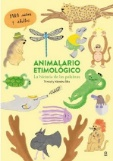 PARA niños y adultos
ANIMALARIO
ETIMOLÓGICO
La historia de las palabras